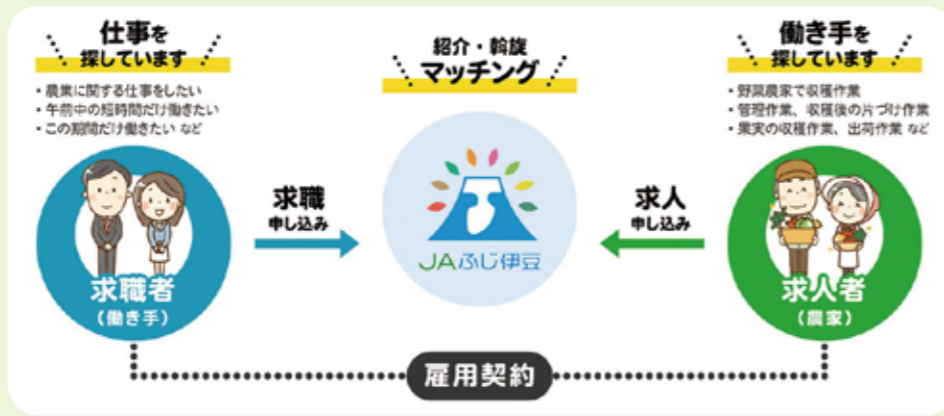 仕事を
探しています
・農業に関する仕事をしたい
・午前中の短時間だけ働きたい
・この期間だけ働きたい など
求職者
（働き手）
求職
申し込み
紹介・斡旋
マッチング
JAふじ伊豆
働き手を
探しています
・野菜農家で収穫作業
・管理作業、収穫後の片づけ作業
・果実の収穫作業、出荷作業など
求人
申し込み
求人者
（農家）
雇用契約